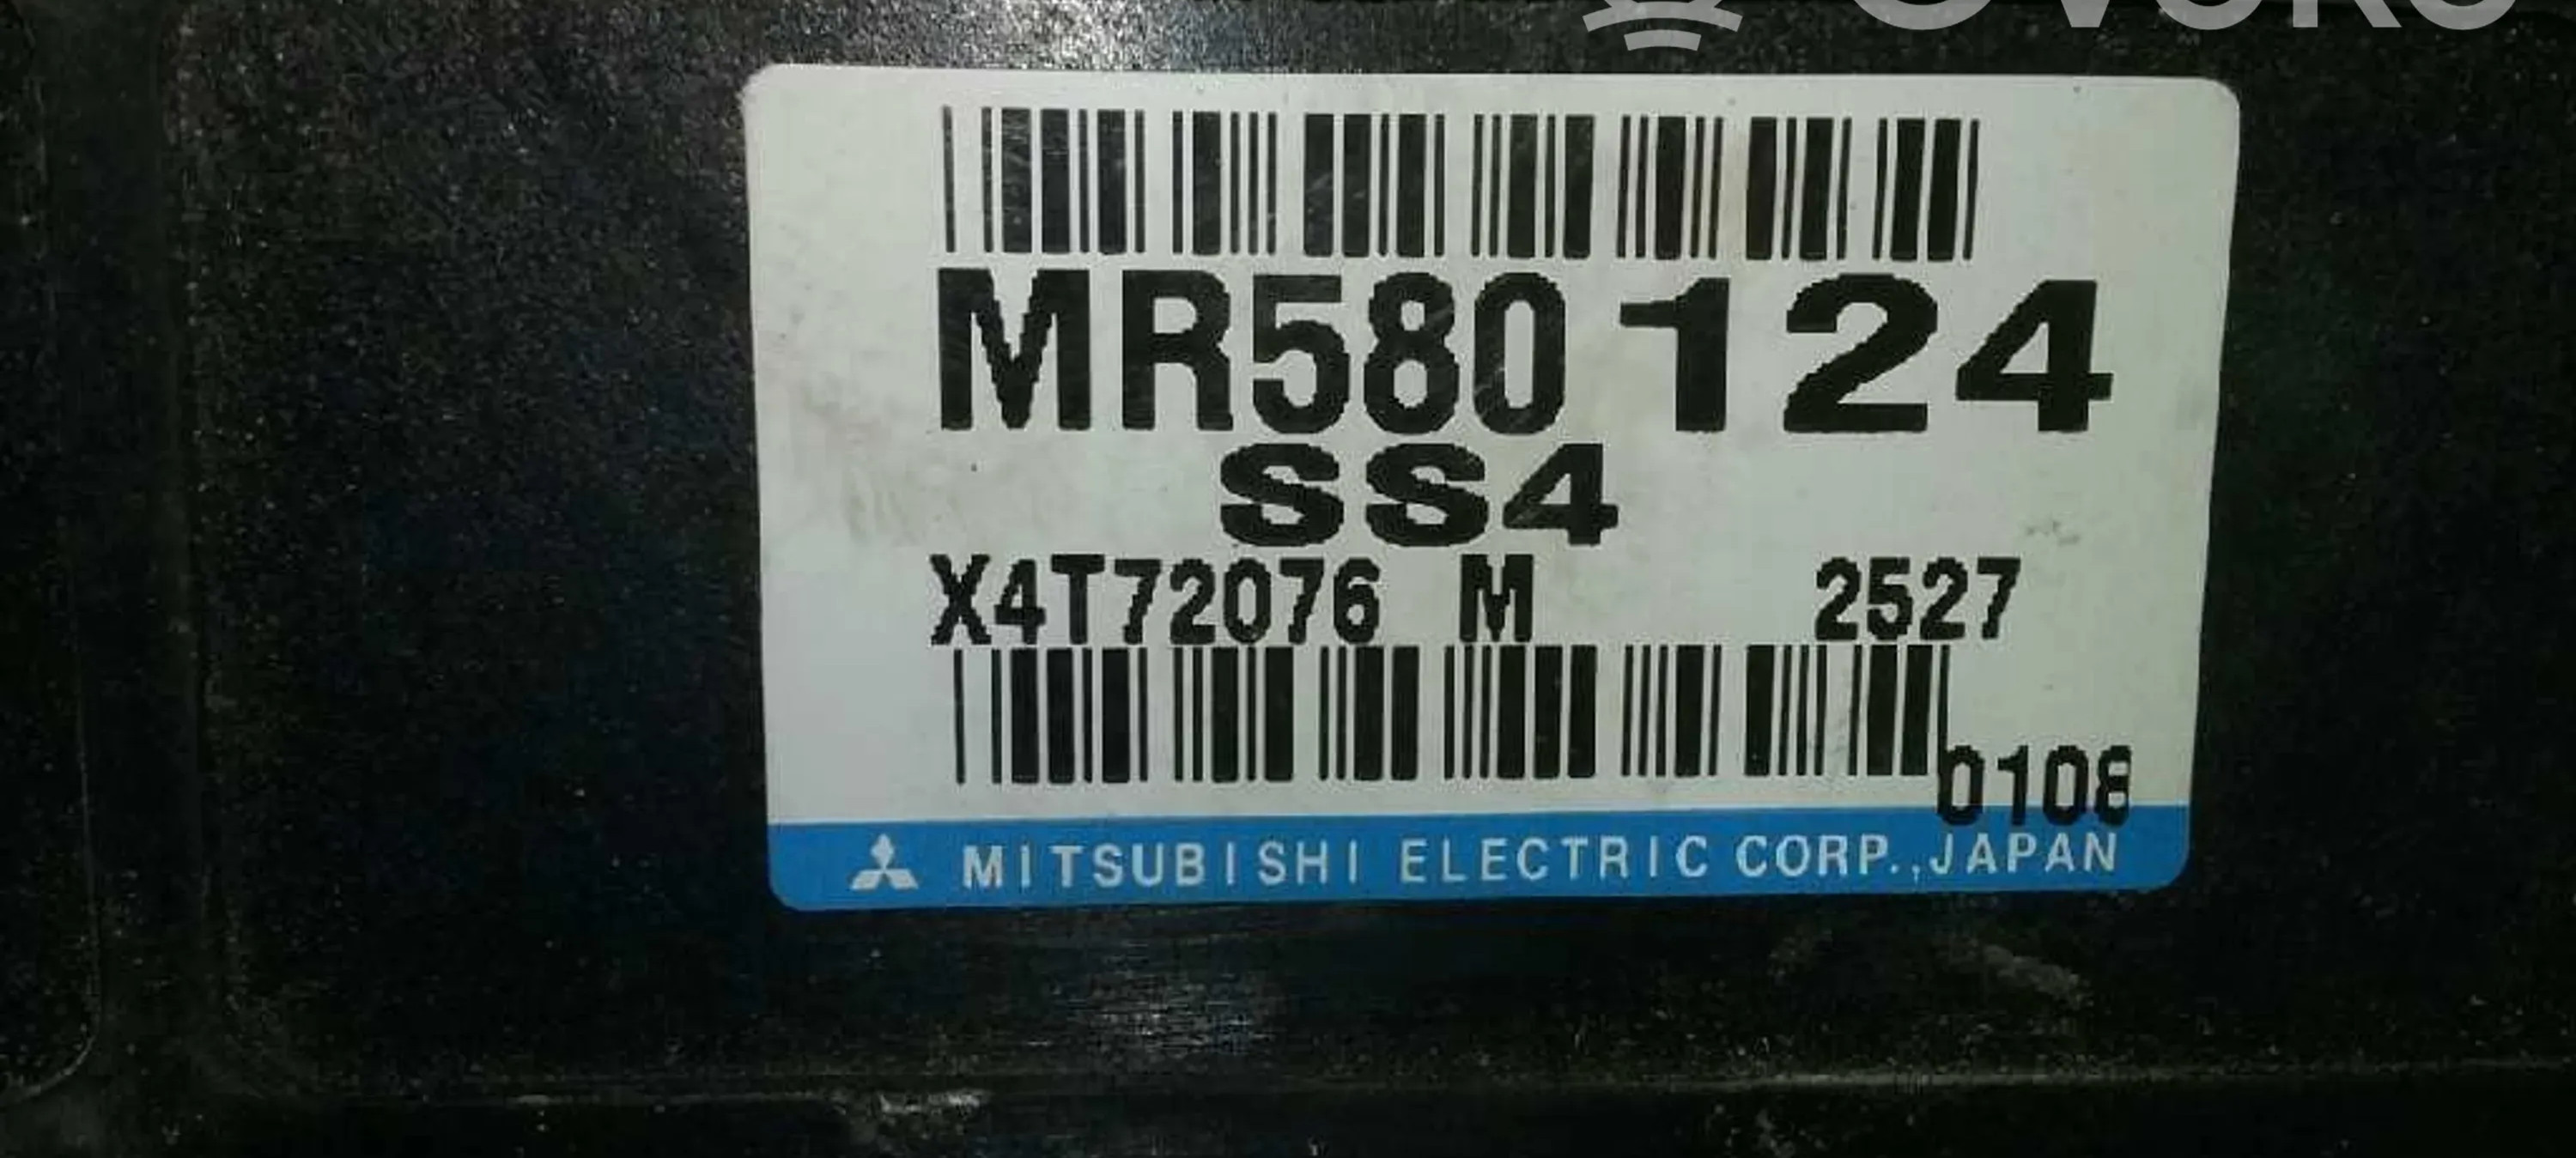 MR580124
SS4
X4T72076 M 2527
0108
MITSUBISHI ELECTRIC CORP.,JAPAN